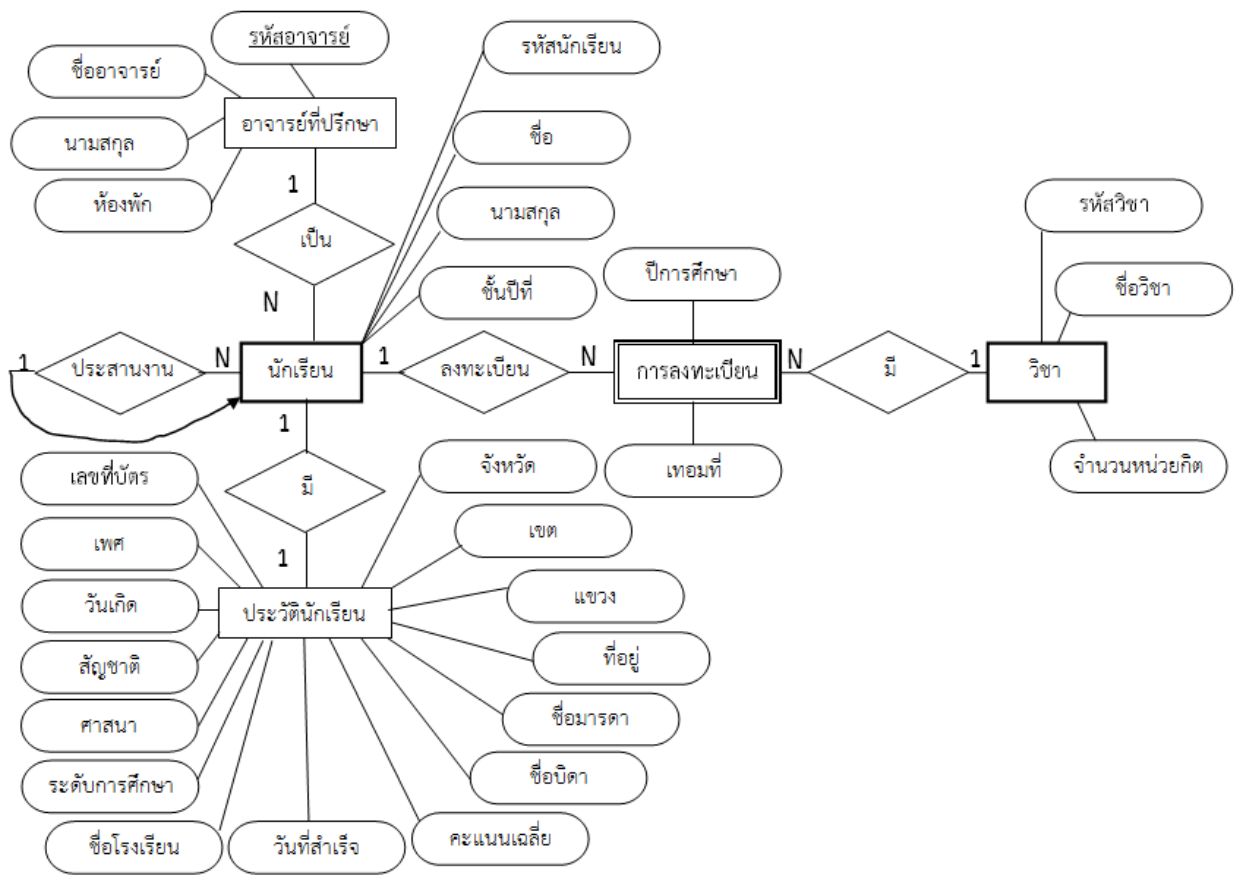 รหัสอาจารย์
ชื่ออาจารย์
นามสกุล
ห้องพัก
อาจารย์ที่ปรึกษา
1
เป็น
N
รหัสนักเรียน
ชื่อ
นามสกุล
ชั้นปีที่
1
ประสานงาน
N
นักเรียน
1
ลงทะเบียน
N
ปีการศึกษา
การลงทะเบียน
เทอมที่
N
มี
1
วิชา
รหัสวิชา
ชื่อวิชา
จำนวนหน่วยกิต
1
มี
1
ประวัตินักเรียน
เลขที่บัตร
เพศ
วันเกิด
สัญชาติ
ศาสนา
ระดับการศึกษา
ชื่อโรงเรียน
วันที่สำเร็จ
คะแนนเฉลี่ย
ชื่อบิดา
ชื่อมารดา
ที่อยู่
แขวง
เขต
จังหวัด